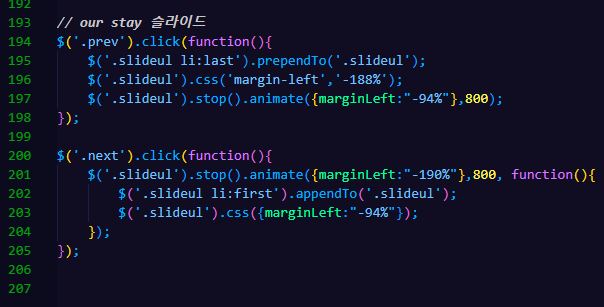 192
193 // our stay 슬라이드
194 $('.prev').click(function(){
195     $('.slideul li:last').prependTo('.slideul');
196     $('.slideul').css('margin-left','-188%');
197     $('.slideul').stop().animate({marginLeft:"-94%"},800);
198 });
199
200 $('.next').click(function(){
201     $('.slideul').stop().animate({marginLeft:"-190%"},800, function(){
202         $('.slideul li:first').appendTo('.slideul');
203         $('.slideul').css({marginLeft:"-94%"});
204     });
205 });
206
207